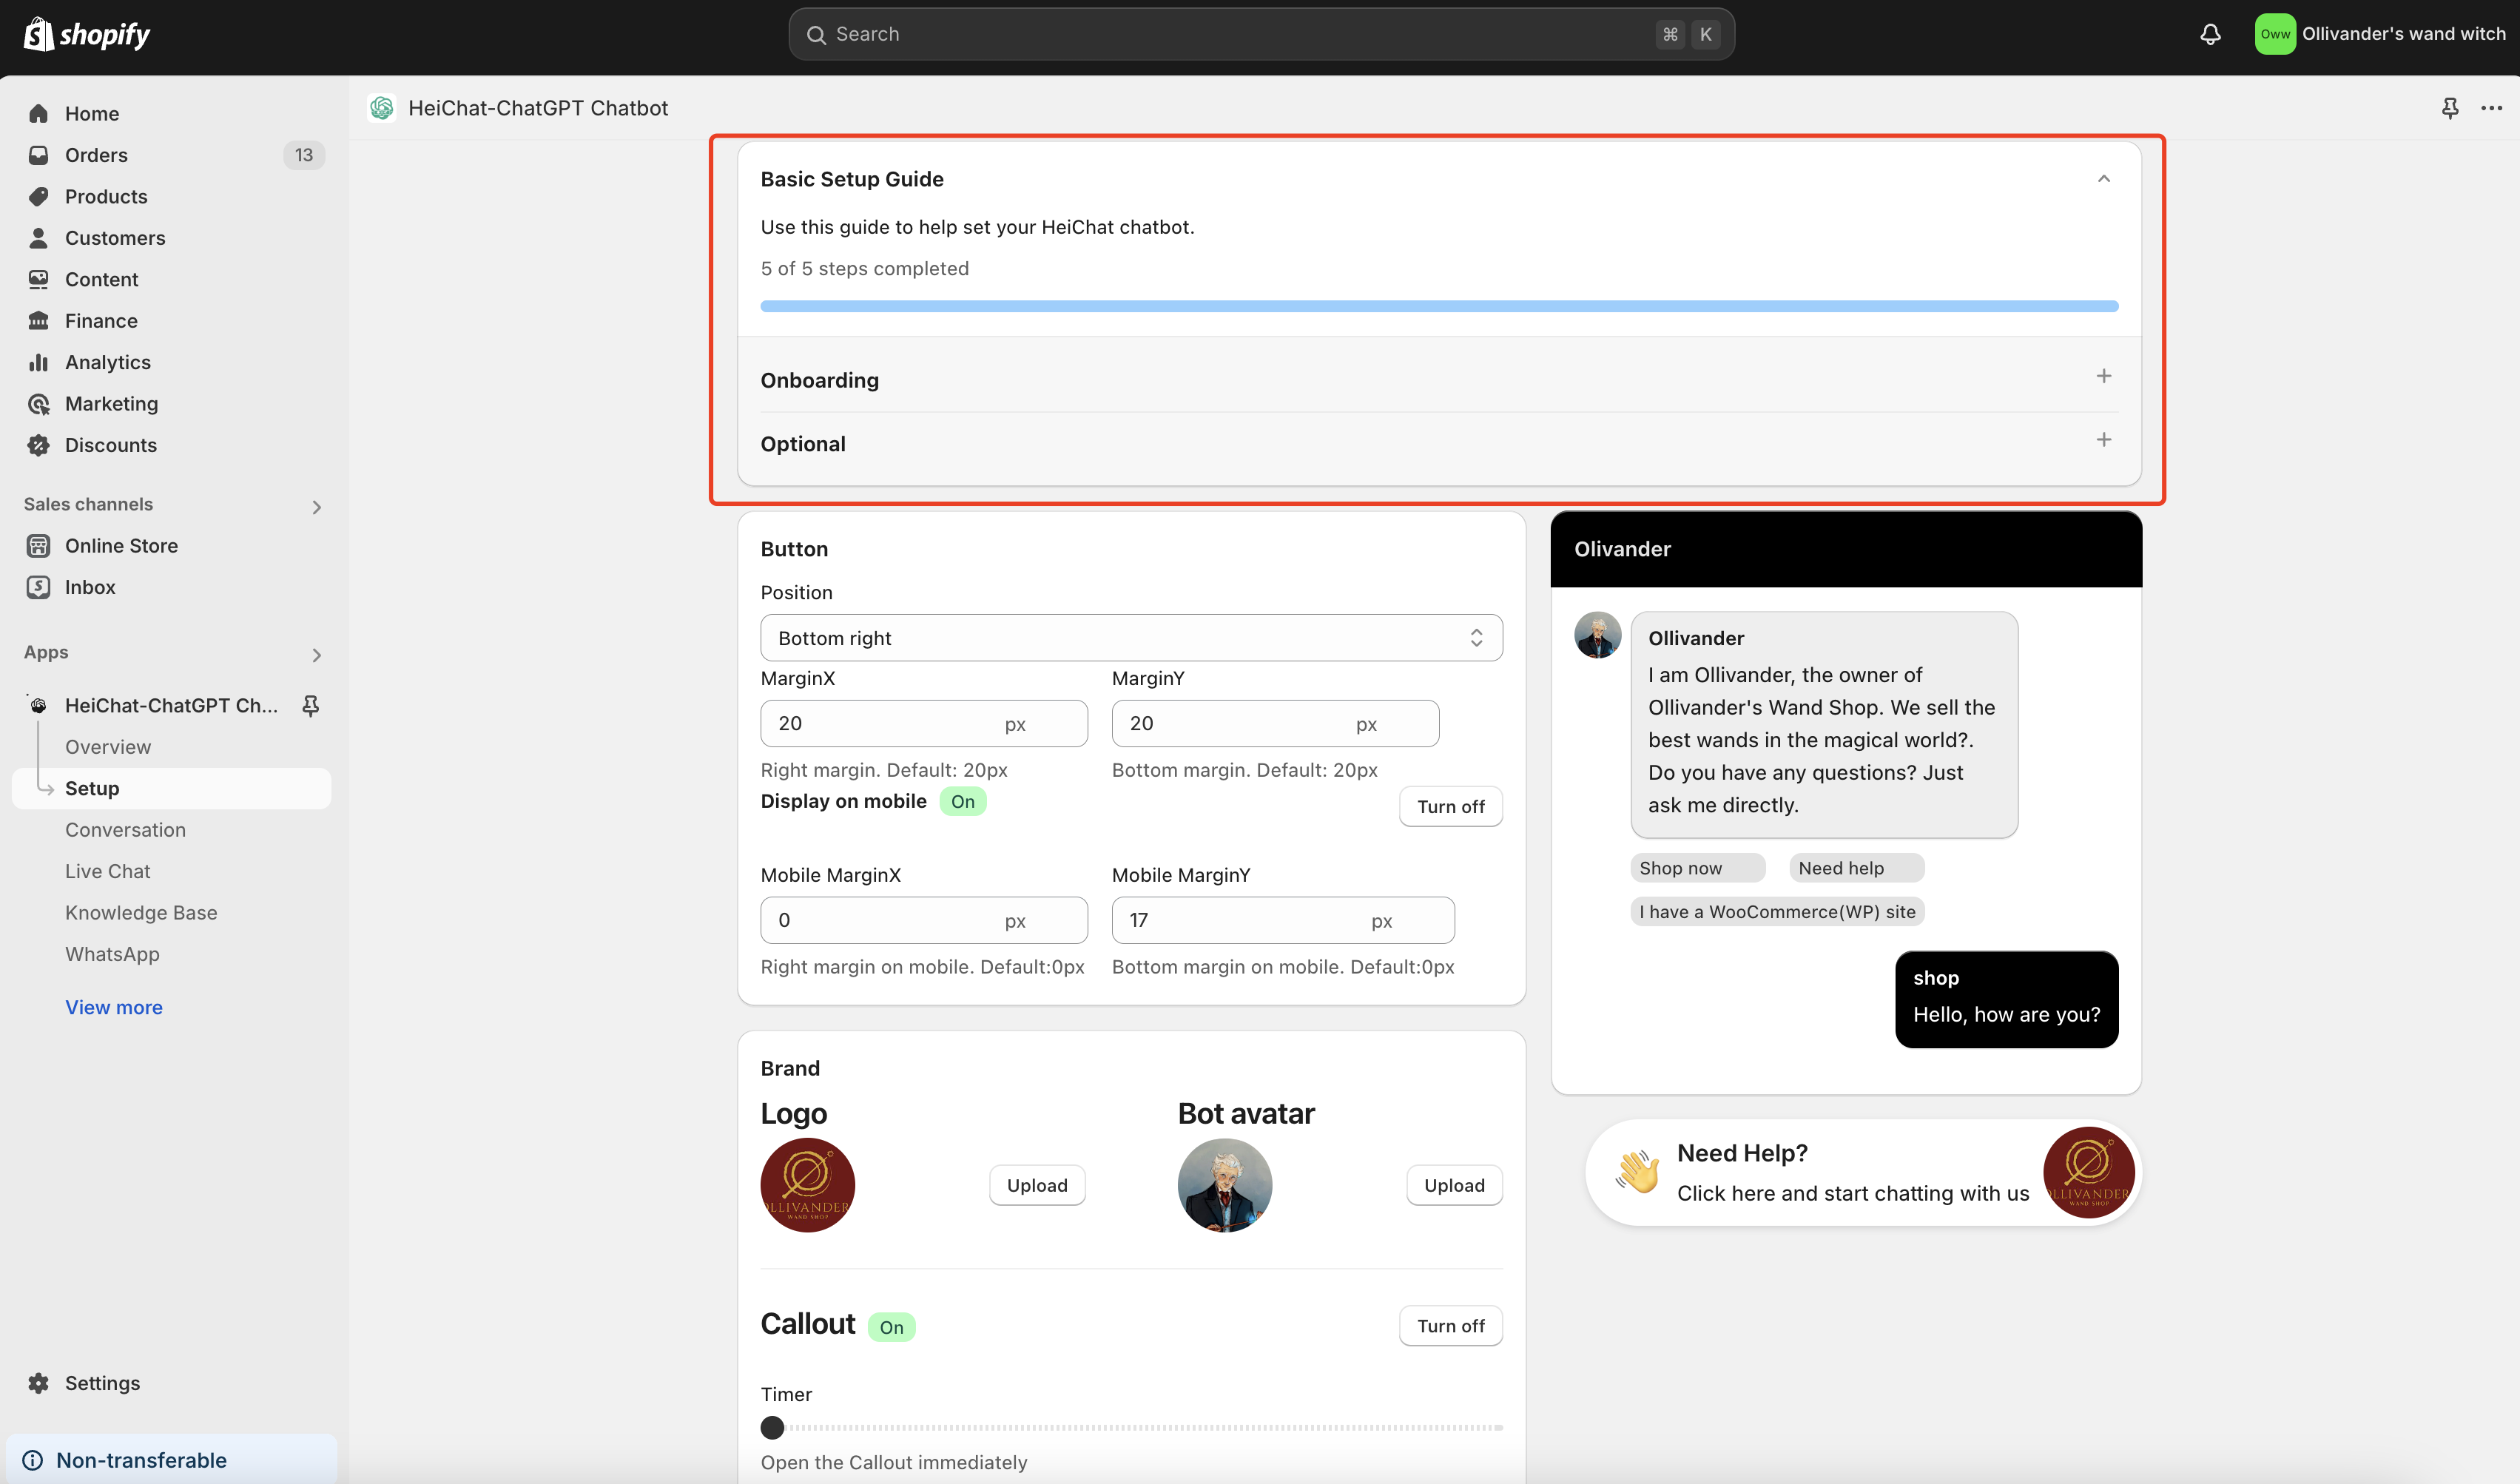 shopify
Search
⌘ K
Oww
Ollivander's wand witch
Home
Orders
13
Products
Customers
Content
Finance
Analytics
Marketing
Discounts
Sales channels
Online Store
Inbox
Apps
HeiChat-ChatGPT Ch...
Overview
Setup
Conversation
Live Chat
Knowledge Base
WhatsApp
View more
Settings
Non-transferable
HeiChat-ChatGPT Chatbot
Basic Setup Guide
Use this guide to help set your HeiChat chatbot.
5 of 5 steps completed
Onboarding
Optional
Button
Position
Bottom right
MarginX
MarginY
20 px
20 px
Right margin. Default: 20px
Bottom margin. Default: 20px
Display on mobile On
Turn off
Mobile MarginX
Mobile MarginY
0 px
17 px
Right margin on mobile. Default:0px
Bottom margin on mobile. Default:0px
Brand
Logo
Bot avatar
LLIVANDER
WAND SHOP
Upload
Upload
Callout On
Turn off
Timer
Open the Callout immediately
Olivander
Ollivander
I am Ollivander, the owner of
Ollivander's Wand Shop. We sell the
best wands in the magical world?.
Do you have any questions? Just
ask me directly.
Shop now
Need help
I have a WooCommerce(WP) site
shop
Hello, how are you?
Need Help?
Click here and start chatting with us
OLLIVANDER
WAND SHOP